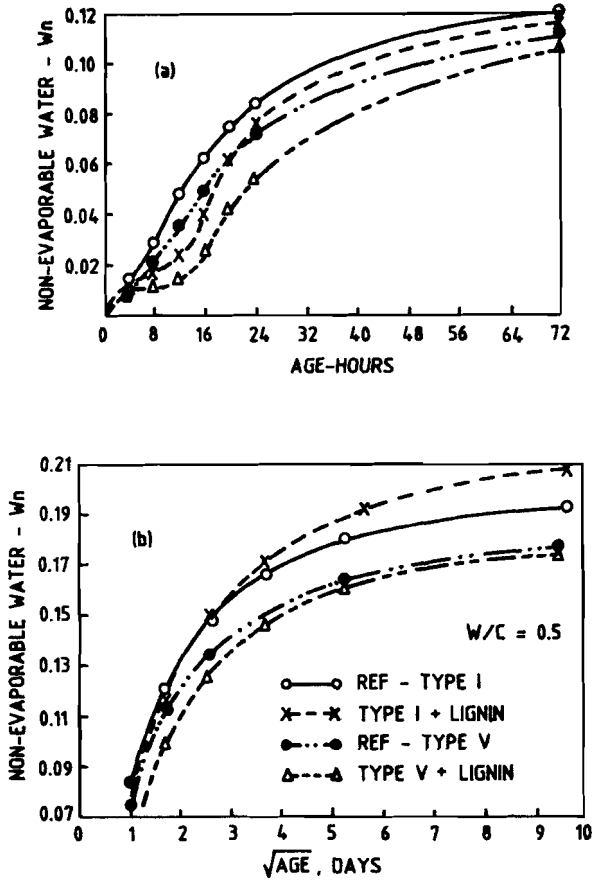 0.12
0.10
0.08
0.06
0.04
0.02
NON-EVAPORABLE WATER - Wn
(a)
0 8 16 24 32 40 48 56 64 72
AGE-HOURS
0.21
0.19
0.17
0.15
0.13
0.11
0.09
0.07
NON-EVAPORABLE WATER - Wn
(b)
W/C = 0.5
REF - TYPE I
TYPE I + LIGNIN
REF - TYPE V
TYPE V + LIGNIN
0 1 2 3 4 5 6 7 8 9 10
√AGE, DAYS